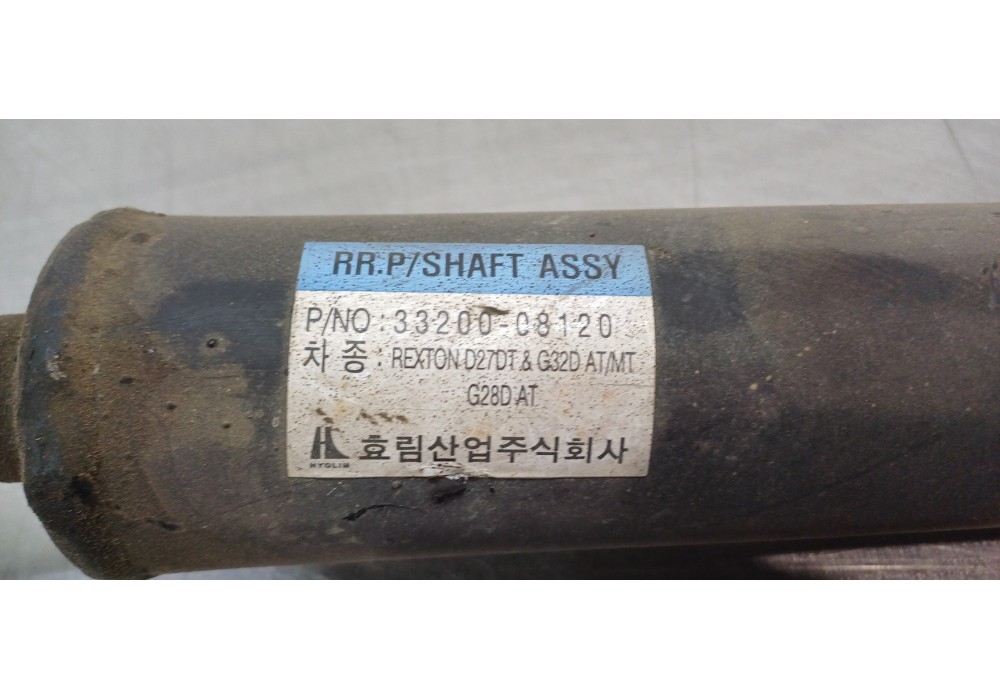 RR.P/SHAFT ASSY
P/NO : 33200-08120
차 종 : REXTON D27DT & G32D AT/MT
G28D AT
HYOLIM 효림산업주식회사